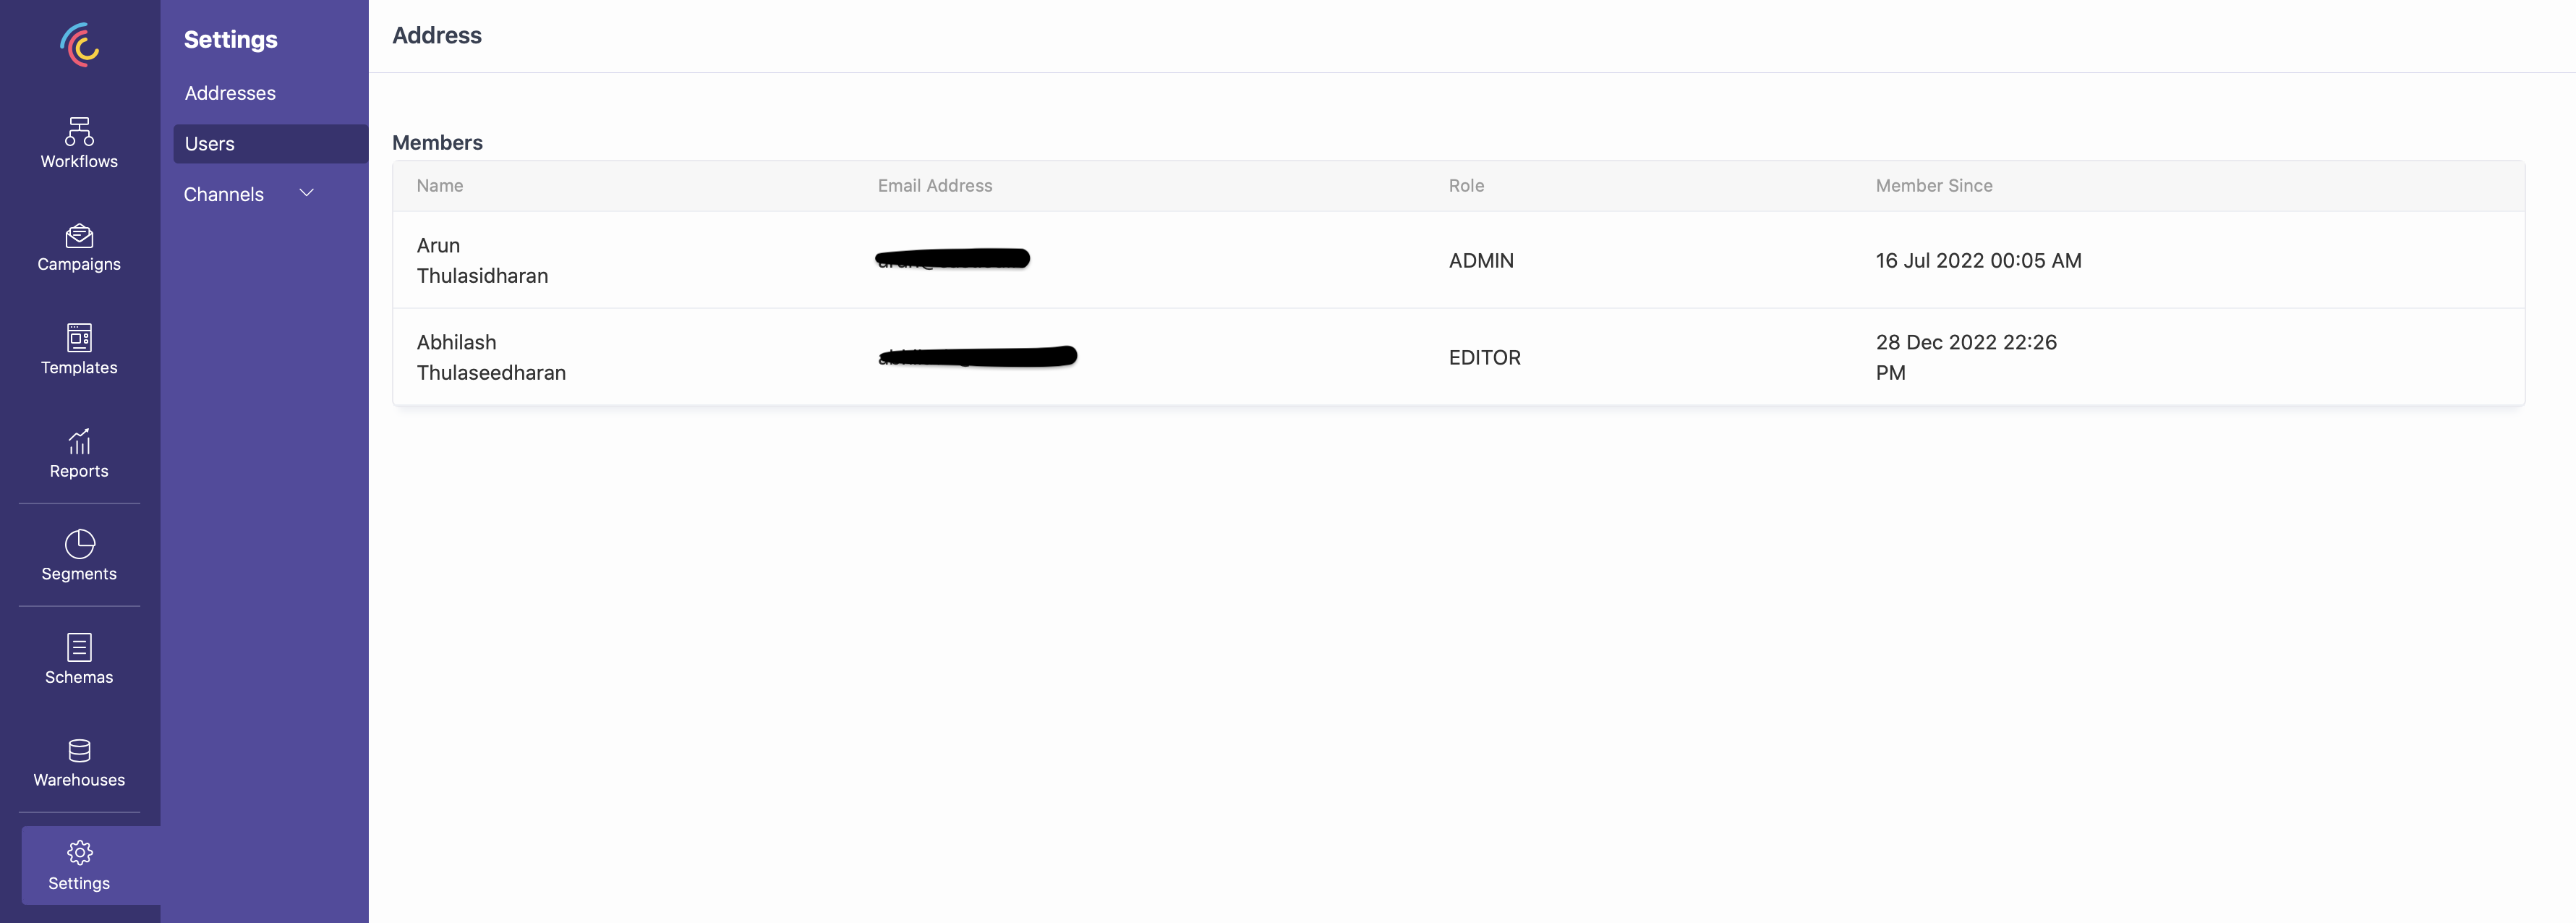 Settings
Addresses
Users
Channels
Workflows
Campaigns
Templates
Reports
Segments
Schemas
Warehouses
Settings
Address
Members
Name Email Address Role Member Since
Arun
Thulasidharan
ADMIN
16 Jul 2022 00:05 AM
Abhilash
Thulaseedharan
EDITOR
28 Dec 2022 22:26
PM